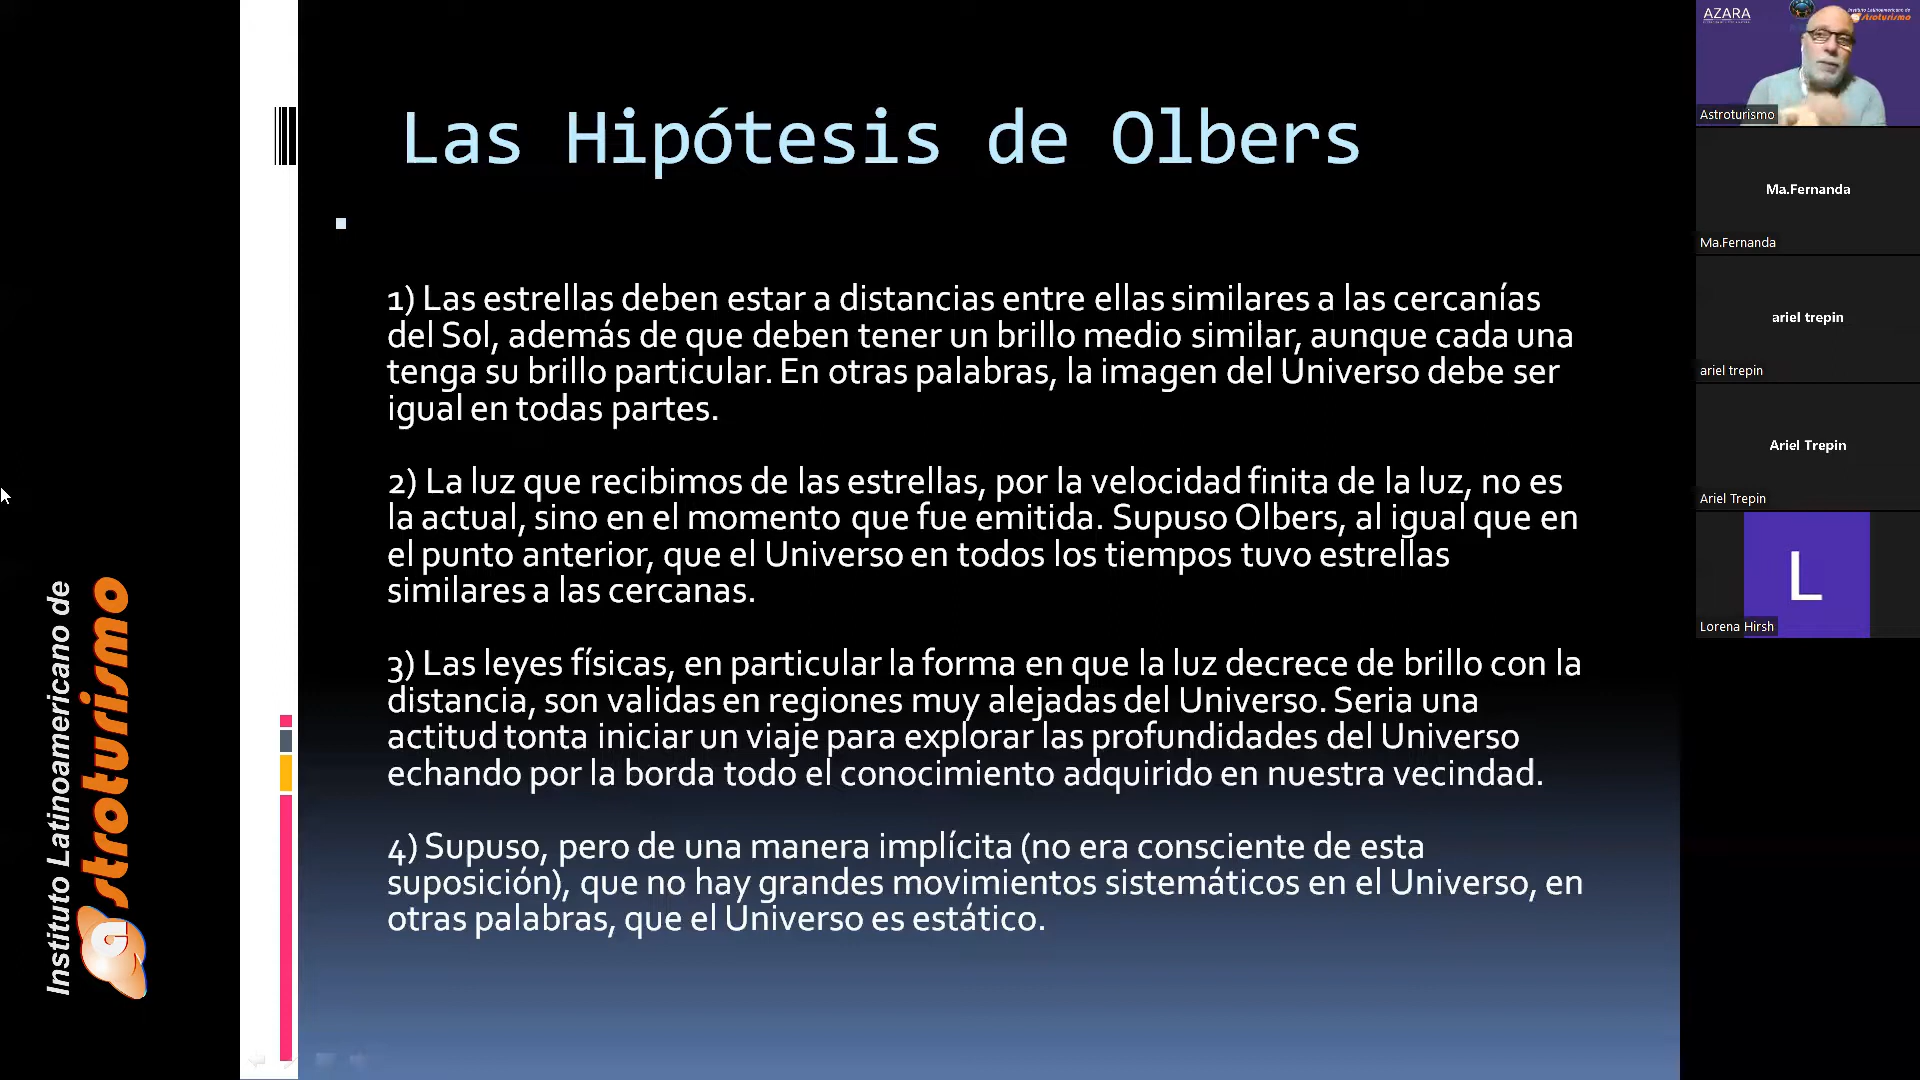 Las Hipótesis de Olbers
1) Las estrellas deben estar a distancias entre ellas similares a las cercanías
del Sol, además de que deben tener un brillo medio similar, aunque cada una
tenga su brillo particular. En otras palabras, la imagen del Universo debe ser
igual en todas partes.
2) La luz que recibimos de las estrellas, por la velocidad finita de la luz, no es
la actual, sino en el momento que fue emitida. Supuso Olbers, al igual que en
el punto anterior, que el Universo en todos los tiempos tuvo estrellas
similares a las cercanas.
3) Las leyes físicas, en particular la forma en que la luz decrece de brillo con la
distancia, son validas en regiones muy alejadas del Universo. Seria una
actitud tonta iniciar un viaje para explorar las profundidades del Universo
echando por la borda todo el conocimiento adquirido en nuestra vecindad.
4) Supuso, pero de una manera implícita (no era consciente de esta
suposición), que no hay grandes movimientos sistemáticos en el Universo, en
otras palabras, que el Universo es estático.
Instituto Latinoamericano de
astroturismo
AZARA
Astroturismo
Ma.Fernanda
Ma.Fernanda
ariel trepin
ariel trepin
Ariel Trepin
Ariel Trepin
L
Lorena Hirsh